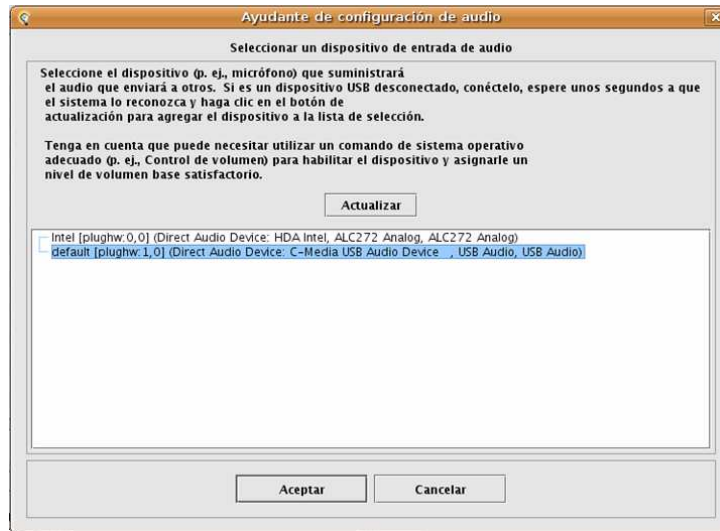 Ayudante de configuración de audio
Seleccionar un dispositivo de entrada de audio
Seleccione el dispositivo (p. ej., micrófono) que suministrará
el audio que enviará a otros. Si es un dispositivo USB desconectado, conéctelo, espere unos segundos a que
el sistema lo reconozca y haga clic en el botón de
actualización para agregar el dispositivo a la lista de selección.
Tenga en cuenta que puede necesitar utilizar un comando de sistema operativo
adecuado (p. ej., Control de volumen) para habilitar el dispositivo y asignarle un
nivel de volumen base satisfactorio.
Actualizar
Intel [plughw:0,0] (Direct Audio Device: HDA Intel, ALC272 Analog, ALC272 Analog)
default [plughw:1,0] (Direct Audio Device: C-Media USB Audio Device , USB Audio, USB Audio)
Aceptar Cancelar